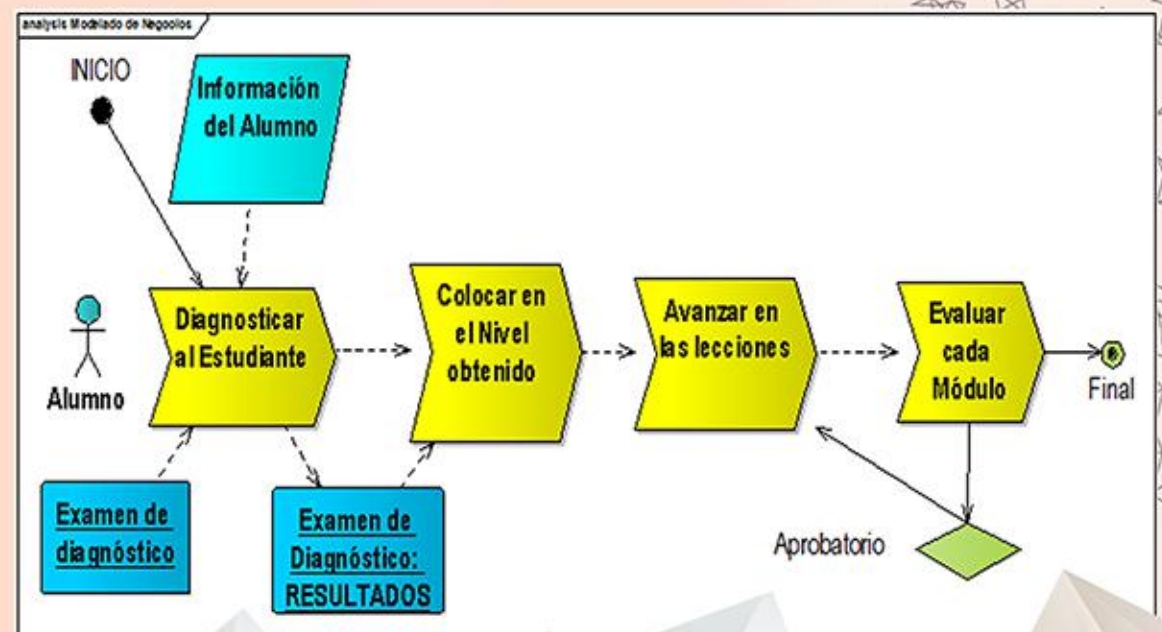 analysis Modelado de Negocios
INICIO
Información
del Alumno
Alumno
Diagnosticar
al Estudiante
Colocar en
el Nivel
obtenido
Avanzar en
las lecciones
Evaluar
cada
Módulo
Final
Examen de
diagnóstico
Examen de
Diagnóstico:
RESULTADOS
Aprobatorio